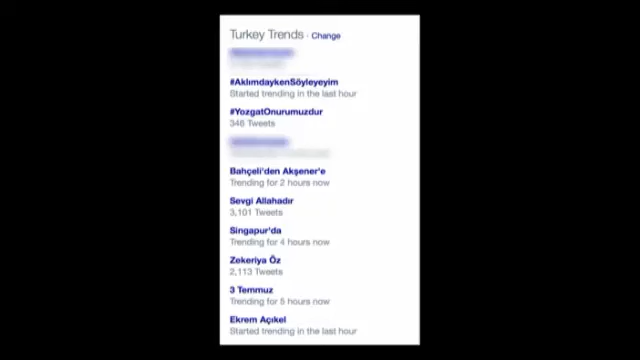 Turkey Trends · Change
#AklımdaykenSöyleyeyim
Started trending in the last hour
#YozgatOnurumuzdur
346 Tweets
Bahçeli'den Akşener'e
Trending for 2 hours now
Sevgi Allahadır
3,101 Tweets
Singapur'da
Trending for 4 hours now
Zekeriya Öz
2,113 Tweets
3 Temmuz
Trending for 5 hours now
Ekrem Açıkel
Started trending in the last hour